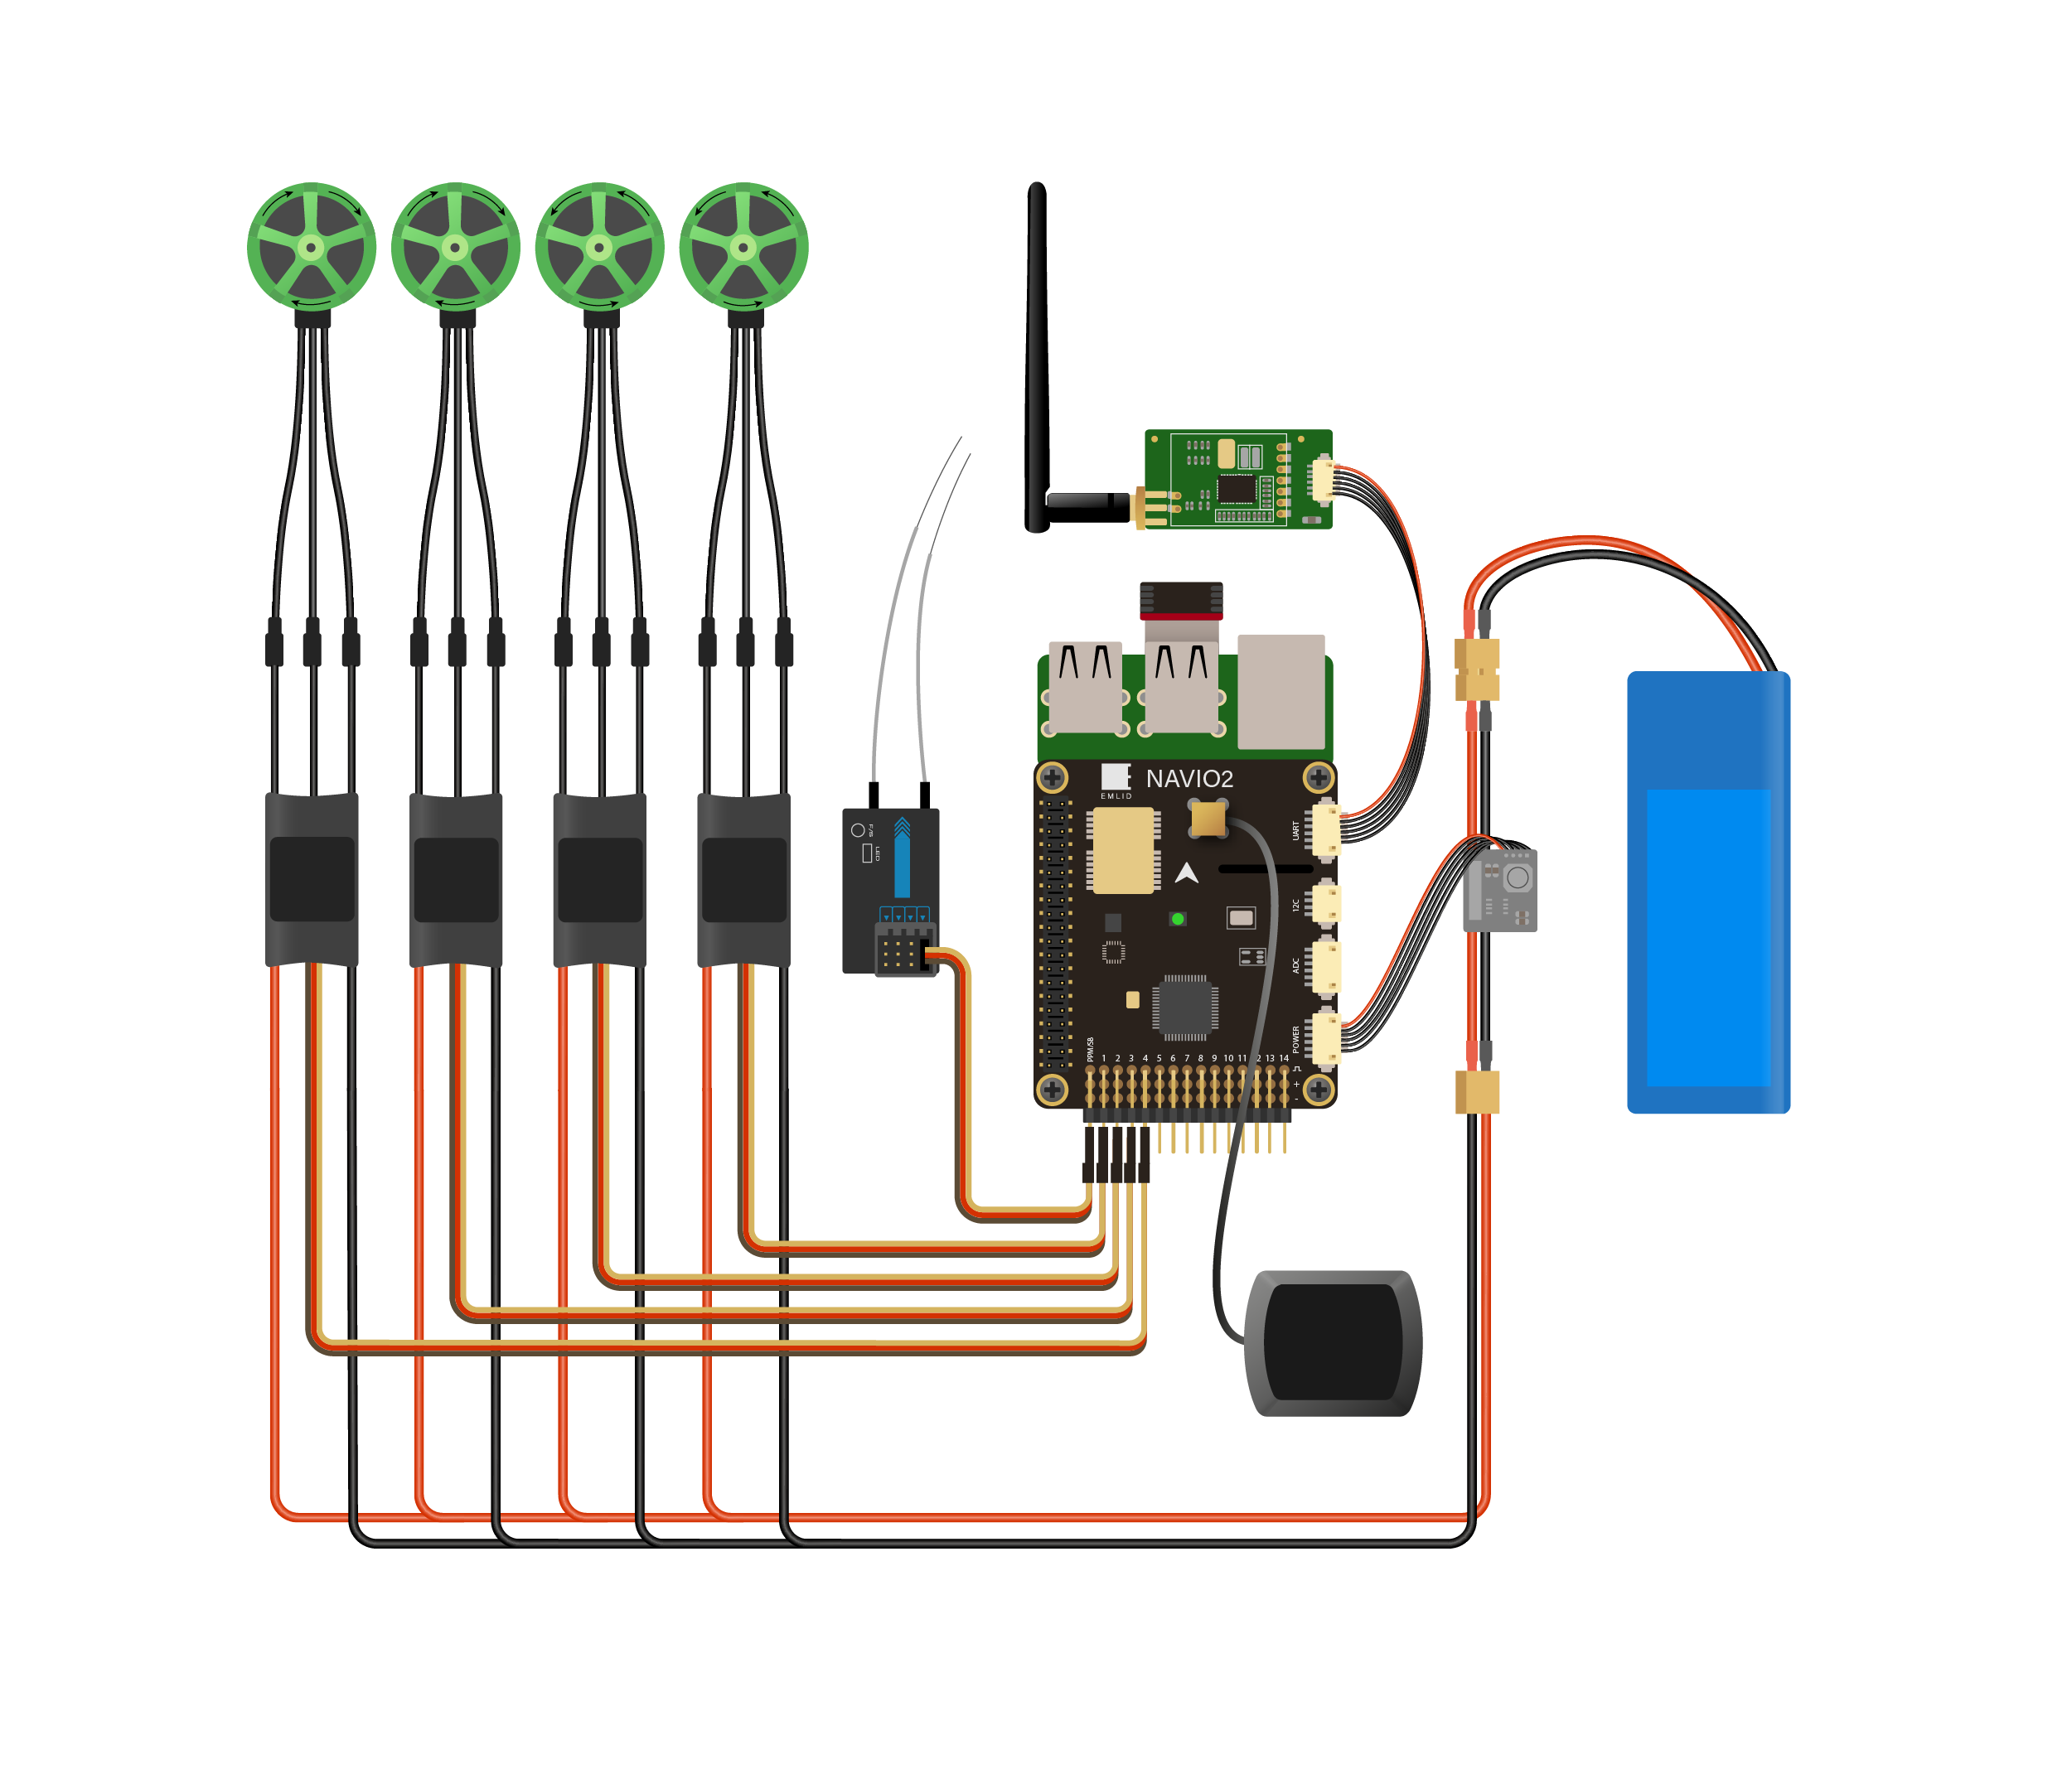 NAVIO2
EMLID
UART
F/S
LED
I2C
ADC
POWER
PPM/SB
1 2 3 4 5 6 7 8 9 10 11 12 13 14
+
-